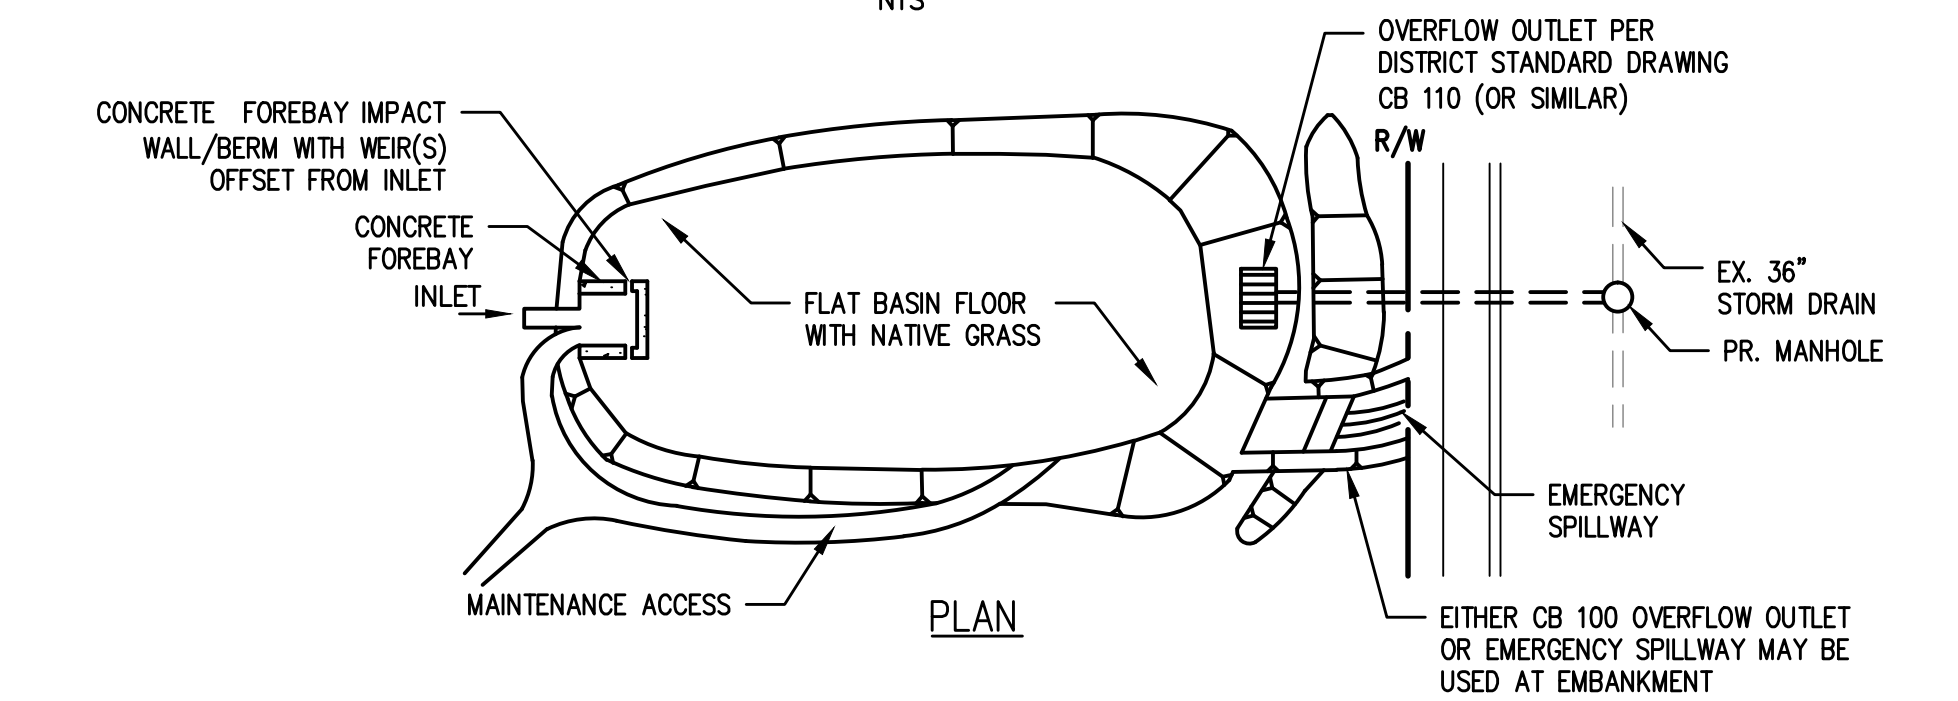 NTS
OVERFLOW OUTLET PER
DISTRICT STANDARD DRAWING
CB 110 (OR SIMILAR)
R/W
CONCRETE FOREBAY IMPACT
WALL/BERM WITH WEIR(S)
OFFSET FROM INLET
CONCRETE
FOREBAY
INLET
FLAT BASIN FLOOR
WITH NATIVE GRASS
EX. 36"
STORM DRAIN
PR. MANHOLE
EMERGENCY
SPILLWAY
MAINTENANCE ACCESS
PLAN
EITHER CB 100 OVERFLOW OUTLET
OR EMERGENCY SPILLWAY MAY BE
USED AT EMBANKMENT